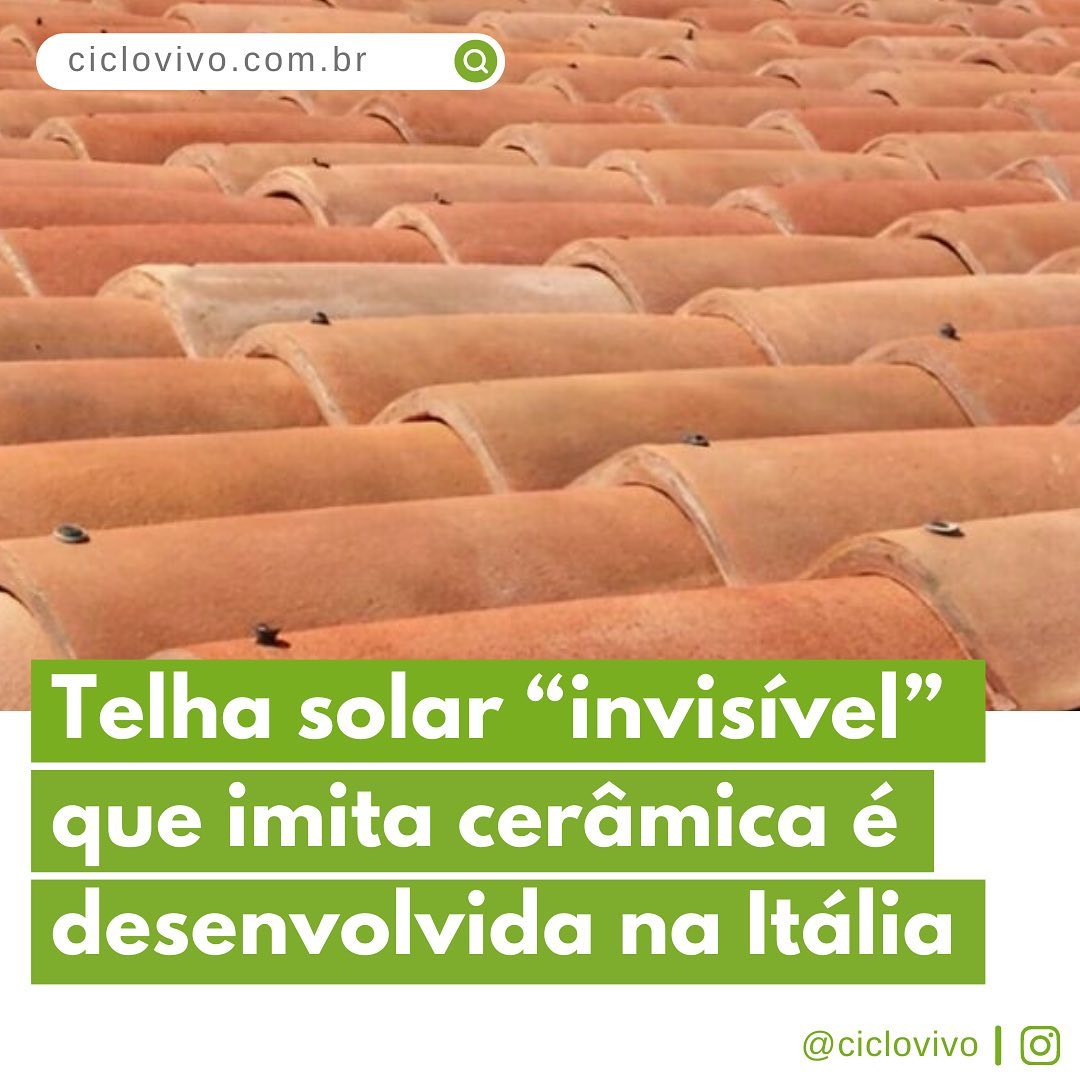 ciclovivo.com.br
Telha solar “invisível”
que imita cerâmica é
desenvolvida na Itália
@ciclovivo